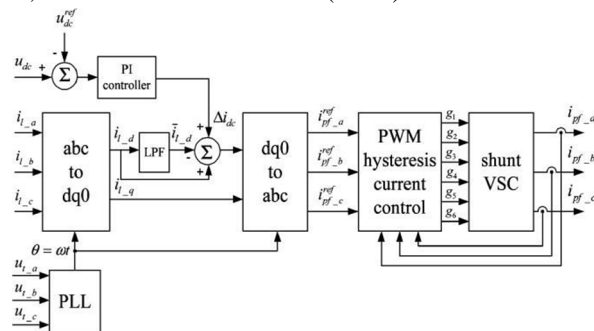 u_dc^ref
-
u_dc
+
Σ
PI
controller
Δi_dc
i_l_a
i_l_b
i_l_c
abc
to
dq0
i_l_d
LPF
ī_l_d
+
-
Σ
+
i_l_q
dq0
to
abc
i_pf_a^ref
i_pf_b^ref
i_pf_c^ref
PWM
hysteresis
current
control
g₁
g₂
g₃
g₄
g₅
g₆
shunt
VSC
i_pf_a
i_pf_b
θ = ωt
u_t_a
u_t_b
u_t_c
PLL